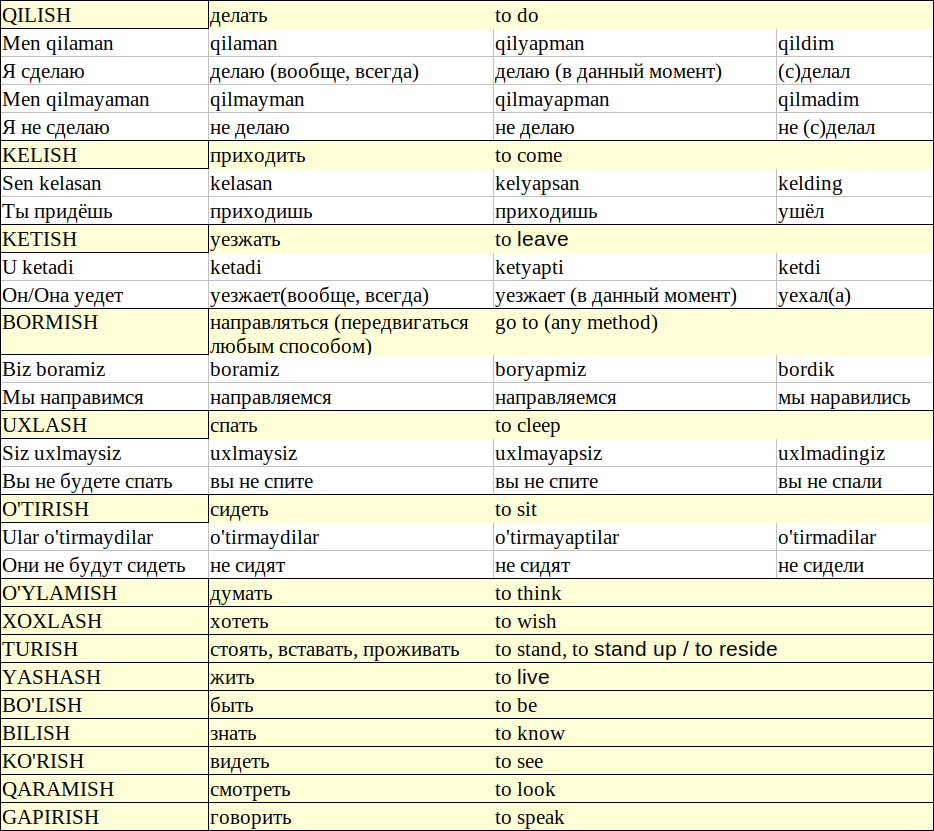 QILISH делать to do
Men qilaman qilaman qilyapman qildim
Я сделаю делаю (вообще, всегда) делаю (в данный момент) (с)делал
Men qilmayaman qilmayman qilmayapman qilmadim
Я не сделаю не делаю не делаю не (с)делал
KELISH приходить to come
Sen kelasan kelasan kelyapsan kelding
Ты придёшь приходишь приходишь ушёл
KETISH уезжать to leave
U ketadi ketadi ketyapti ketdi
Он/Она уедет уезжает(вообще, всегда) уезжает (в данный момент) уехал(а)
BORMISH направляться (передвигаться go to (any method)
любым способом)
Biz boramiz boramiz boryapmiz bordik
Мы направимся направляемся направляемся мы наравились
UXLASH спать to cleep
Siz uxlmaysiz uxlmaysiz uxlmayapsiz uxlmadingiz
Вы не будете спать вы не спите вы не спите вы не спали
O'TIRISH сидеть to sit
Ular o'tirmaydilar o'tirmaydilar o'tirmayaptilar o'tirmadilar
Они не будут сидеть не сидят не сидят не сидели
O'YLAMISH думать to think
XOXLASH хотеть to wish
TURISH стоять, вставать, проживать to stand, to stand up / to reside
YASHASH жить to live
BO'LISH быть to be
BILISH знать to know
KO'RISH видеть to see
QARAMISH смотреть to look
GAPIRISH говорить to speak